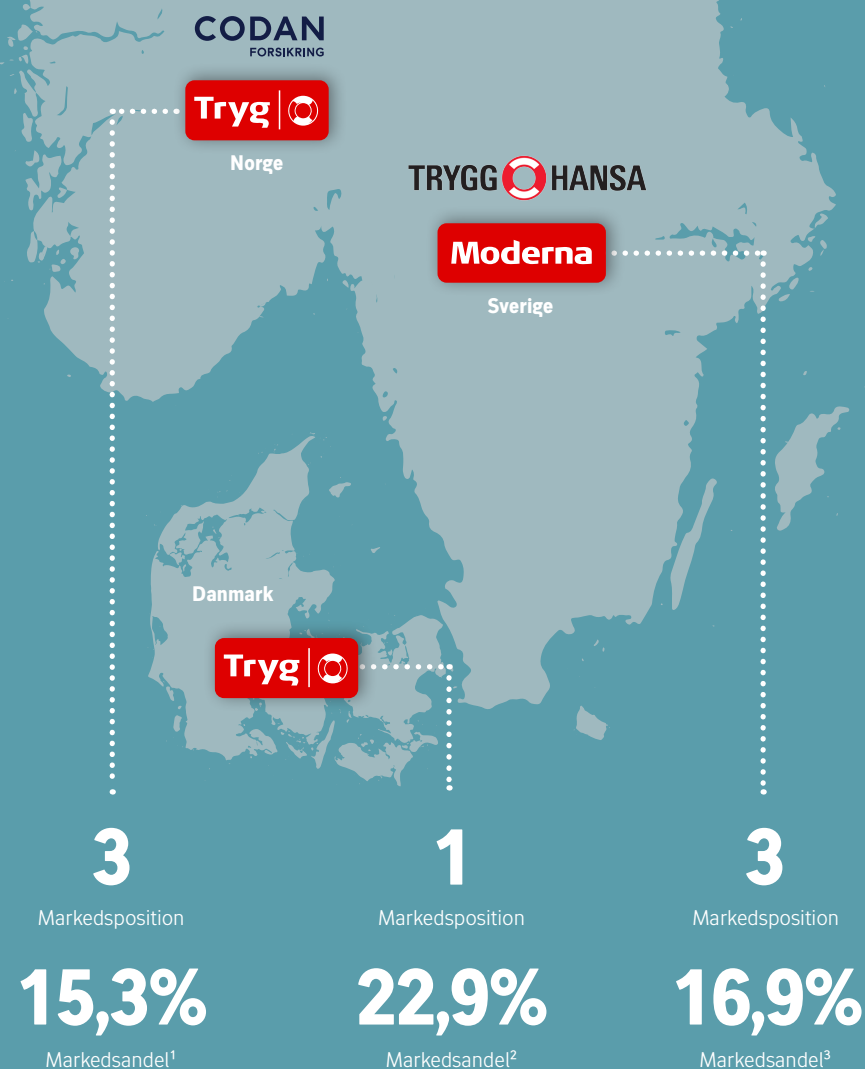 CODAN
FORSIKRING
Tryg
Norge
TRYGG HANSA
Moderna
Sverige
Danmark
Tryg
3
Markedsposition
15,3%
Markedsandel¹
1
Markedsposition
22,9%
Markedsandel²
3
Markedsposition
16,9%
Markedsandel³